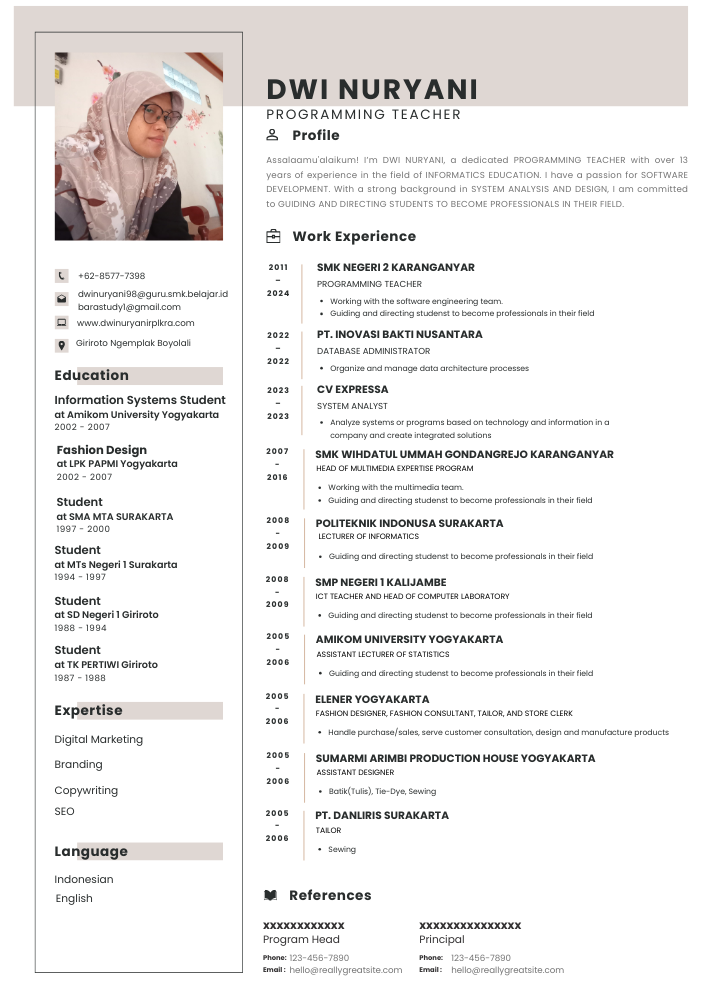 DWI NURYANI
PROGRAMMING TEACHER
Profile
Assalaamu'alaikum! I'm DWI NURYANI, a dedicated PROGRAMMING TEACHER with over 13
years of experience in the field of INFORMATICS EDUCATION. I have a passion for SOFTWARE
DEVELOPMENT. With a strong background in SYSTEM ANALYSIS AND DESIGN, I am committed
to GUIDING AND DIRECTING STUDENTS TO BECOME PROFESSIONALS IN THEIR FIELD.
+62-8577-7398
dwinuryani98@guru.smk.belajar.id
barastudy1@gmail.com
www.dwinuryanirplkra.com
Giriroto Ngemplak Boyolali
Education
Information Systems Student
at Amikom University Yogyakarta
2002 - 2007
Fashion Design
at LPK PAPMI Yogyakarta
2002 - 2007
Student
at SMA MTA SURAKARTA
1997 - 2000
Student
at MTs Negeri 1 Surakarta
1994 - 1997
Student
at SD Negeri 1 Giriroto
1988 - 1994
Student
at TK PERTIWI Giriroto
1987 - 1988
Expertise
Digital Marketing
Branding
Copywriting
SEO
Language
Indonesian
English
Work Experience
2011
-
2024
SMK NEGERI 2 KARANGANYAR
PROGRAMMING TEACHER
• Working with the software engineering team.
• Guiding and directing studenst to become professionals in their field
2022
-
2022
PT. INOVASI BAKTI NUSANTARA
DATABASE ADMINISTRATOR
• Organize and manage data architecture processes
2023
-
2023
CV EXPRESSA
SYSTEM ANALYST
• Analyze systems or programs based on technology and information in a
company and create integrated solutions
2007
-
2016
SMK WIHDATUL UMMAH GONDANGREJO KARANGANYAR
HEAD OF MULTIMEDIA EXPERTISE PROGRAM
• Working with the multimedia team.
• Guiding and directing studenst to become professionals in their field
2008
-
2009
POLITEKNIK INDONUSA SURAKARTA
LECTURER OF INFORMATICS
• Guiding and directing studenst to become professionals in their field
2008
-
2009
SMP NEGERI 1 KALIJAMBE
ICT TEACHER AND HEAD OF COMPUTER LABORATORY
• Guiding and directing studenst to become professionals in their field
2005
-
2006
AMIKOM UNIVERSITY YOGYAKARTA
ASSISTANT LECTURER OF STATISTICS
• Guiding and directing studenst to become professionals in their field
2005
-
2006
ELENER YOGYAKARTA
FASHION DESIGNER, FASHION CONSULTANT, TAILOR, AND STORE CLERK
• Handle purchase/sales, serve customer consultation, design and manufacture products
2005
-
2006
SUMARMI ARIMBI PRODUCTION HOUSE YOGYAKARTA
ASSISTANT DESIGNER
• Batik(Tulis), Tie-Dye, Sewing
2005
-
2006
PT. DANLIRIS SURAKARTA
TAILOR
• Sewing
References
xxxxxxxxxxxx
Program Head
Phone: 123-456-7890
Email : hello@reallygreatsite.com
xxxxxxxxxxxxxxx
Principal
Phone: 123-456-7890
Email : hello@reallygreatsite.com